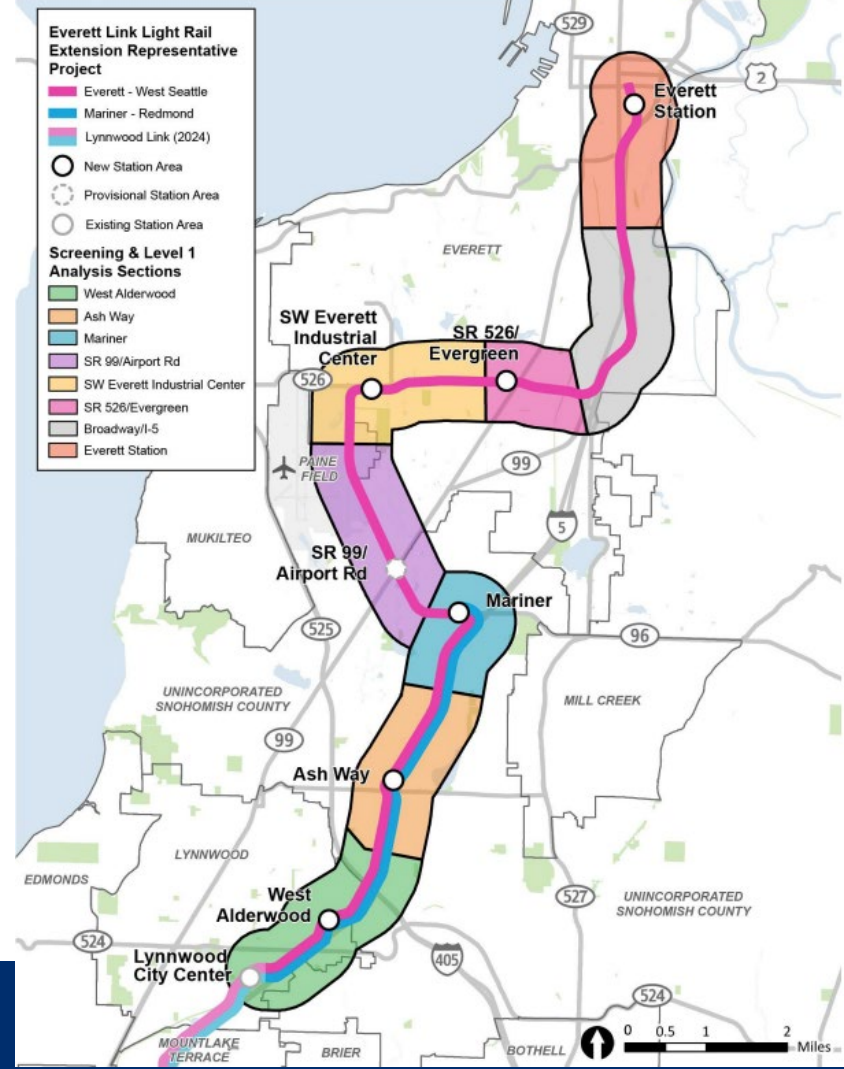 Everett Link Light Rail
Extension Representative
Project
Everett - West Seattle
Mariner - Redmond
Lynnwood Link (2024)
New Station Area
Provisional Station Area
Existing Station Area
Screening & Level 1
Analysis Sections
West Alderwood
Ash Way
Mariner
SR 99/Airport Rd
SW Everett Industrial Center
SR 526/Evergreen
Broadway/I-5
Everett Station
529
2
Everett
Station
EVERETT
SW Everett
Industrial
Center
SR 526/
Evergreen
526
PAINE
FIELD
99
5
MUKILTEO
SR 99/
Airport Rd
Mariner
525
96
UNINCORPORATED
SNOHOMISH COUNTY
MILL CREEK
99
Ash Way
LYNNWOOD
EDMONDS
West
Alderwood
527
UNINCORPORATED
SNOHOMISH COUNTY
524
Lynnwood
City Center
405
524
MOUNTLAKE
TERRACE
BRIER
BOTHELL
0 0.5 1 2
Miles